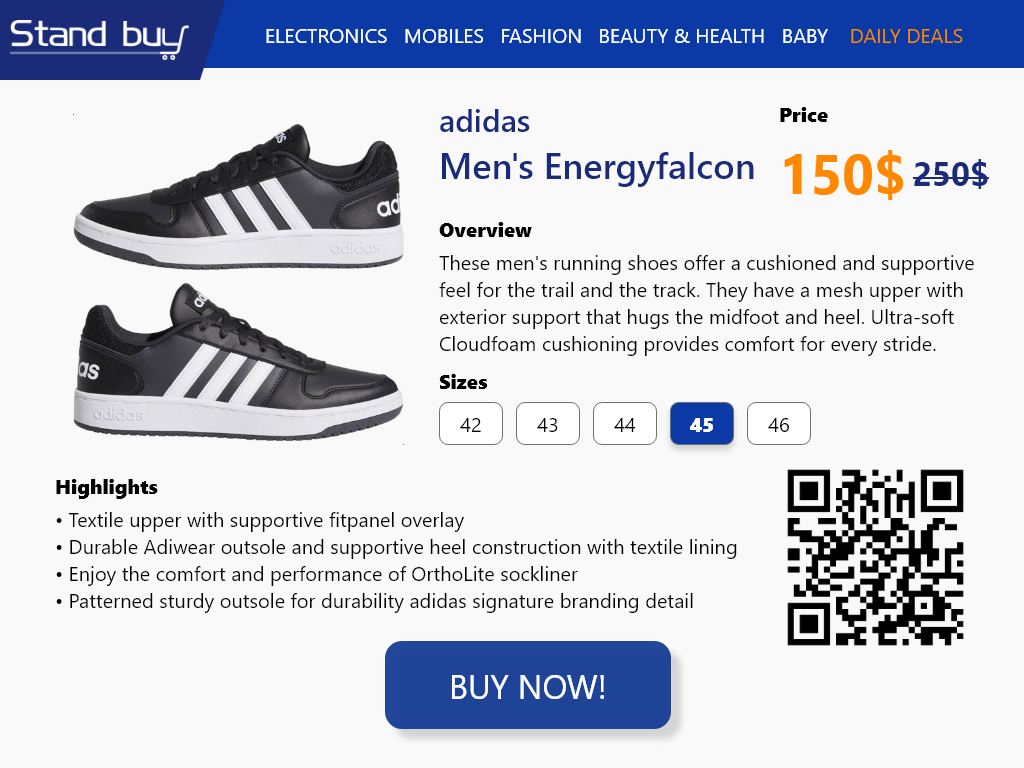 Stand buy
ELECTRONICS MOBILES FASHION BEAUTY & HEALTH BABY DAILY DEALS
adidas
Men's Energyfalcon
Price
150$ 250$
Overview
These men's running shoes offer a cushioned and supportive
feel for the trail and the track. They have a mesh upper with
exterior support that hugs the midfoot and heel. Ultra-soft
Cloudfoam cushioning provides comfort for every stride.
Sizes
42 43 44 45 46
adidas
ad
adidas
as
adidas
Highlights
• Textile upper with supportive fitpanel overlay
• Durable Adiwear outsole and supportive heel construction with textile lining
• Enjoy the comfort and performance of OrthoLite sockliner
• Patterned sturdy outsole for durability adidas signature branding detail
BUY NOW!